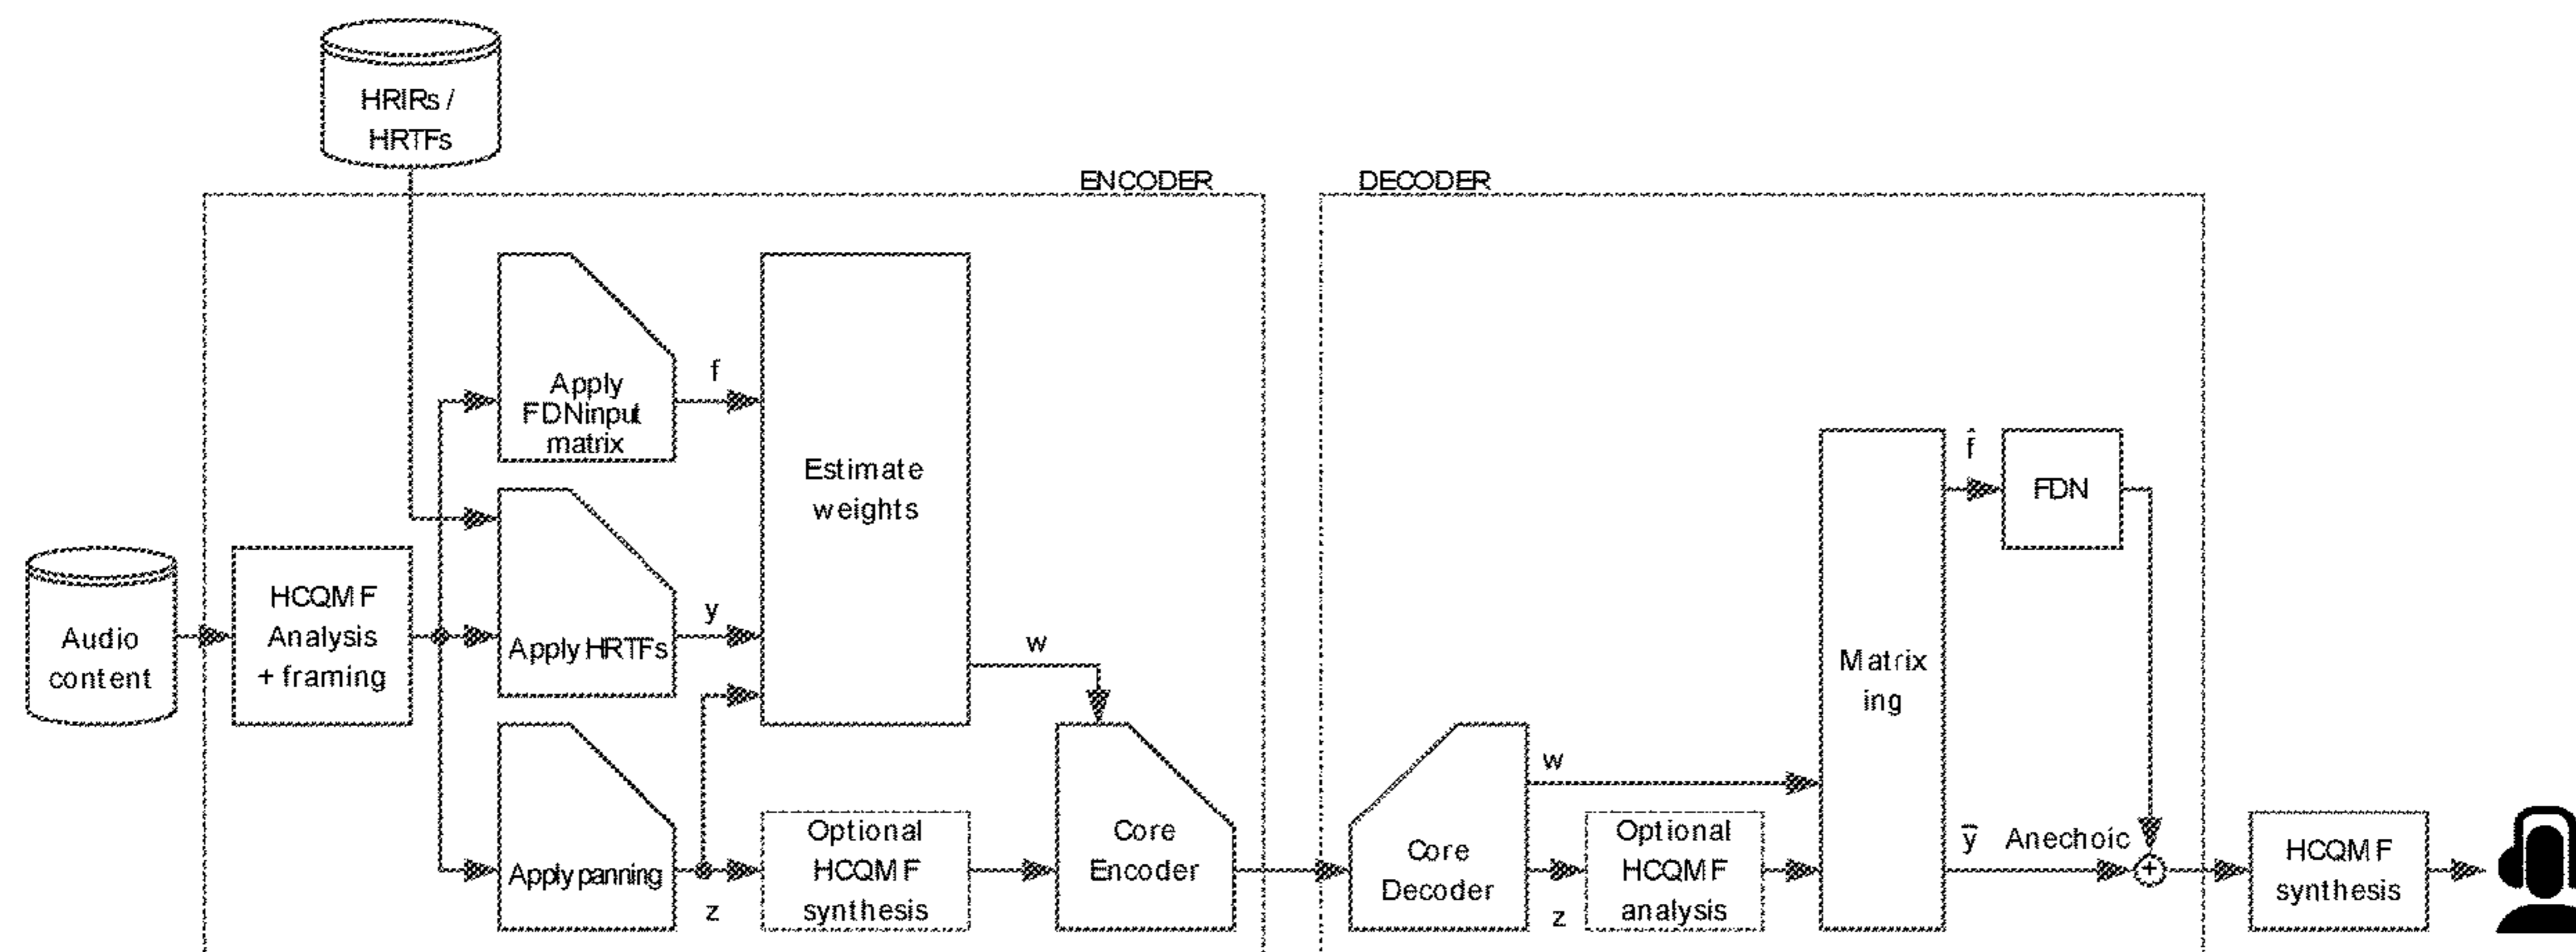 HRIRs /
HRTFs
ENCODER
DECODER
Apply
FDNinput
matrix
f
Estimate
weights
f̂
FDN
HCQMF
Analysis
+ framing
Audio
content
Apply HRTFs
y
w
Matrix
ing
Apply panning
z
Optional
HCQMF
synthesis
Core
Encoder
Core
Decoder
w
z
Optional
HCQMF
analysis
ȳ Anechoic
+
HCQMF
synthesis